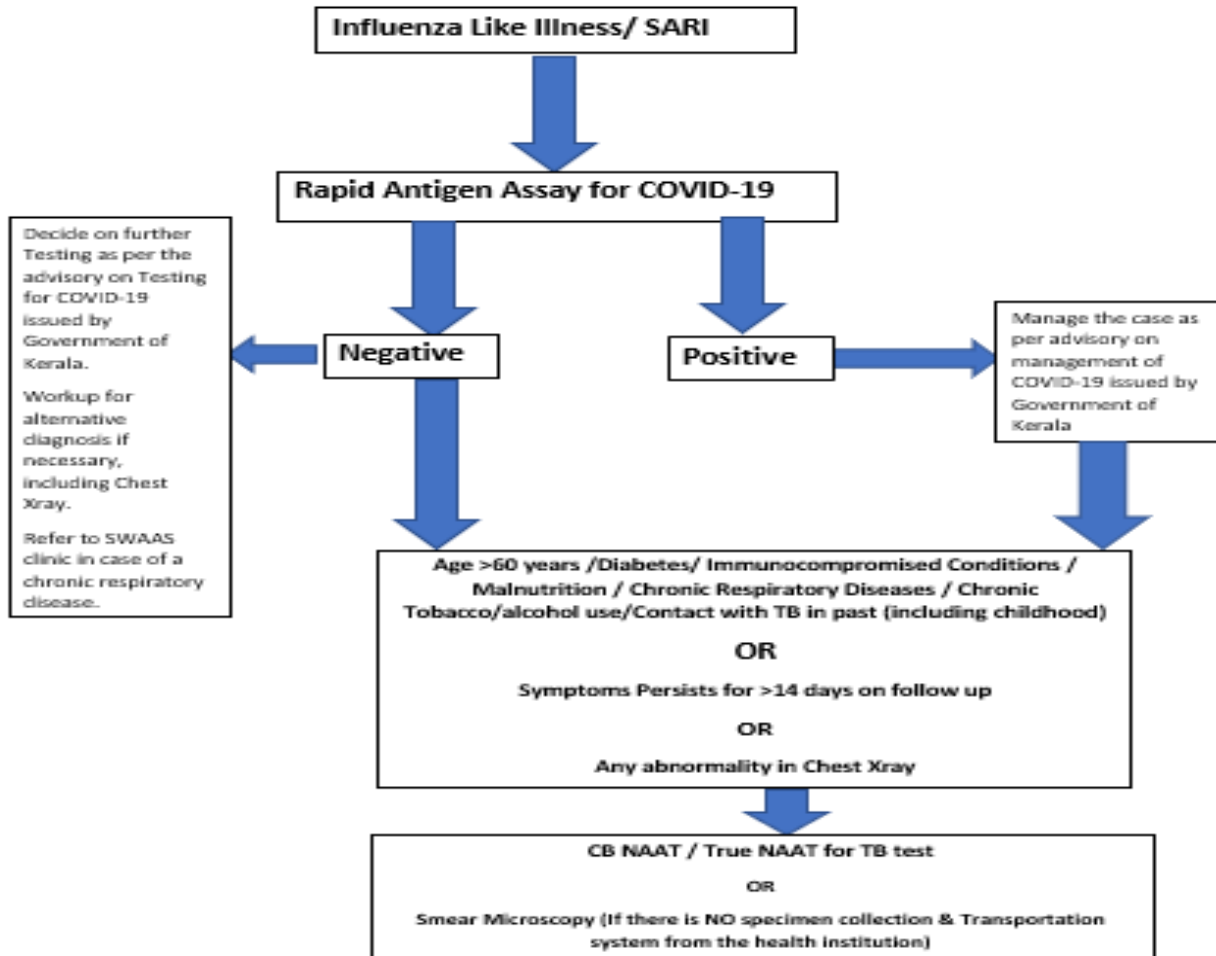 Influenza Like Illness/ SARI
Rapid Antigen Assay for COVID-19
Decide on further
Testing as per the
advisory on Testing
for COVID-19
issued by
Government of
Kerala.
Workup for
alternative
diagnosis if
necessary,
including Chest
Xray.
Refer to SWAAS
clinic in case of a
chronic respiratory
disease.
Negative
Positive
Manage the case as
per advisory on
management of
COVID-19 issued by
Government of
Kerala
Age >60 years /Diabetes/ Immunocompromised Conditions /
Malnutrition / Chronic Respiratory Diseases / Chronic
Tobacco/alcohol use/Contact with TB in past (including childhood)
OR
Symptoms Persists for >14 days on follow up
OR
Any abnormality in Chest Xray
CB NAAT / True NAAT for TB test
OR
Smear Microscopy (If there is NO specimen collection & Transportation
system from the health institution)